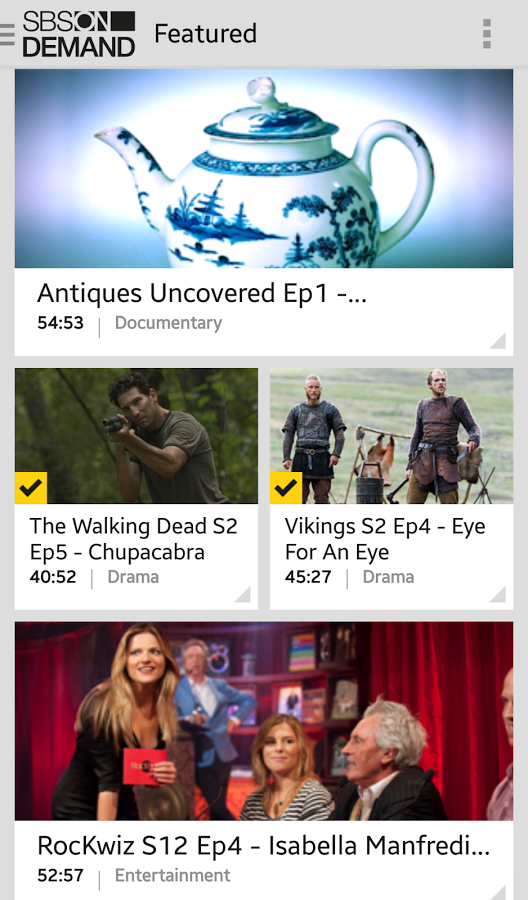 SBS ON
DEMAND
Featured
Antiques Uncovered Ep1 -...
54:53 | Documentary
The Walking Dead S2
Ep5 - Chupacabra
40:52 | Drama
Vikings S2 Ep4 - Eye
For An Eye
45:27 | Drama
RocKwiz S12 Ep4 - Isabella Manfredi...
52:57 | Entertainment